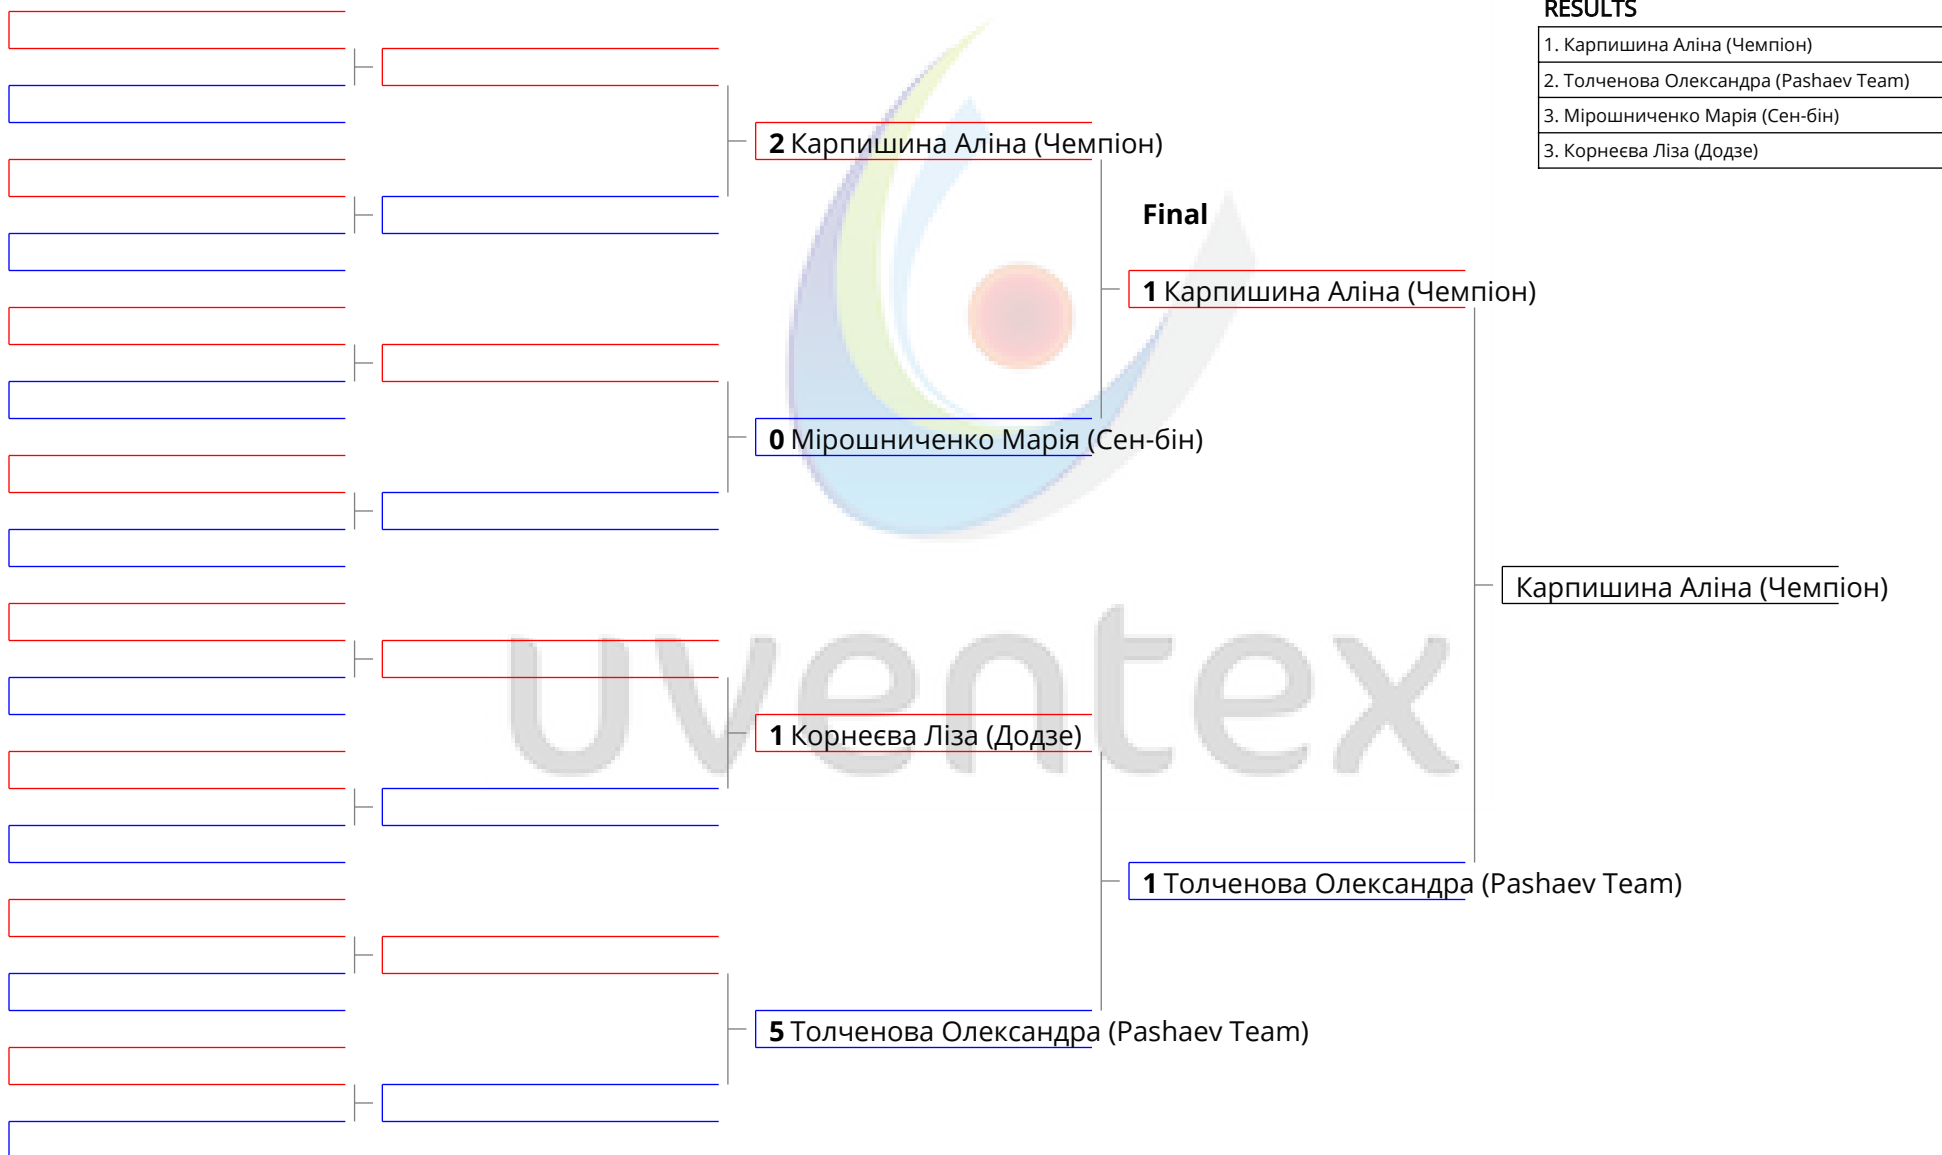 RESULTS
1. Карпишина Аліна (Чемпіон)
2. Толченова Олександра (Pashaev Team)
3. Мірошниченко Марія (Сен-бін)
3. Корнеєва Ліза (Додзе)
2 Карпишина Аліна (Чемпіон)
Final
1 Карпишина Аліна (Чемпіон)
0 Мірошниченко Марія (Сен-бін)
Карпишина Аліна (Чемпіон)
uventex
1 Корнеєва Ліза (Додзе)
1 Толченова Олександра (Pashaev Team)
5 Толченова Олександра (Pashaev Team)